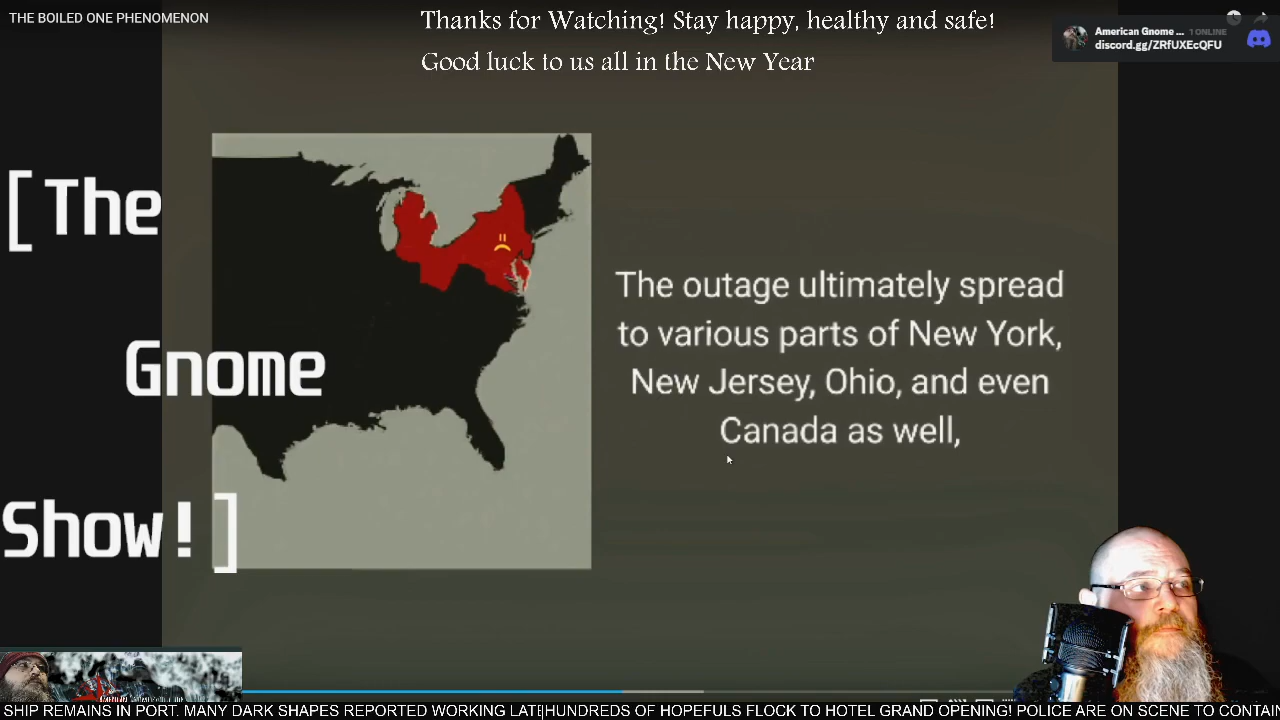 THE BOILED ONE PHENOMENON
Thanks for Watching! Stay happy, healthy and safe!
Good luck to us all in the New Year
American Gnome ... 1 ONLINE
discord.gg/ZRfUXEcQFU
[The
Gnome
Show!]
The outage ultimately spread
to various parts of New York,
New Jersey, Ohio, and even
Canada as well,
SHIP REMAINS IN PORT. MANY DARK SHAPES REPORTED WORKING LATE HUNDREDS OF HOPEFULS FLOCK TO HOTEL GRAND OPENING! POLICE ARE ON SCENE TO CONTAIN